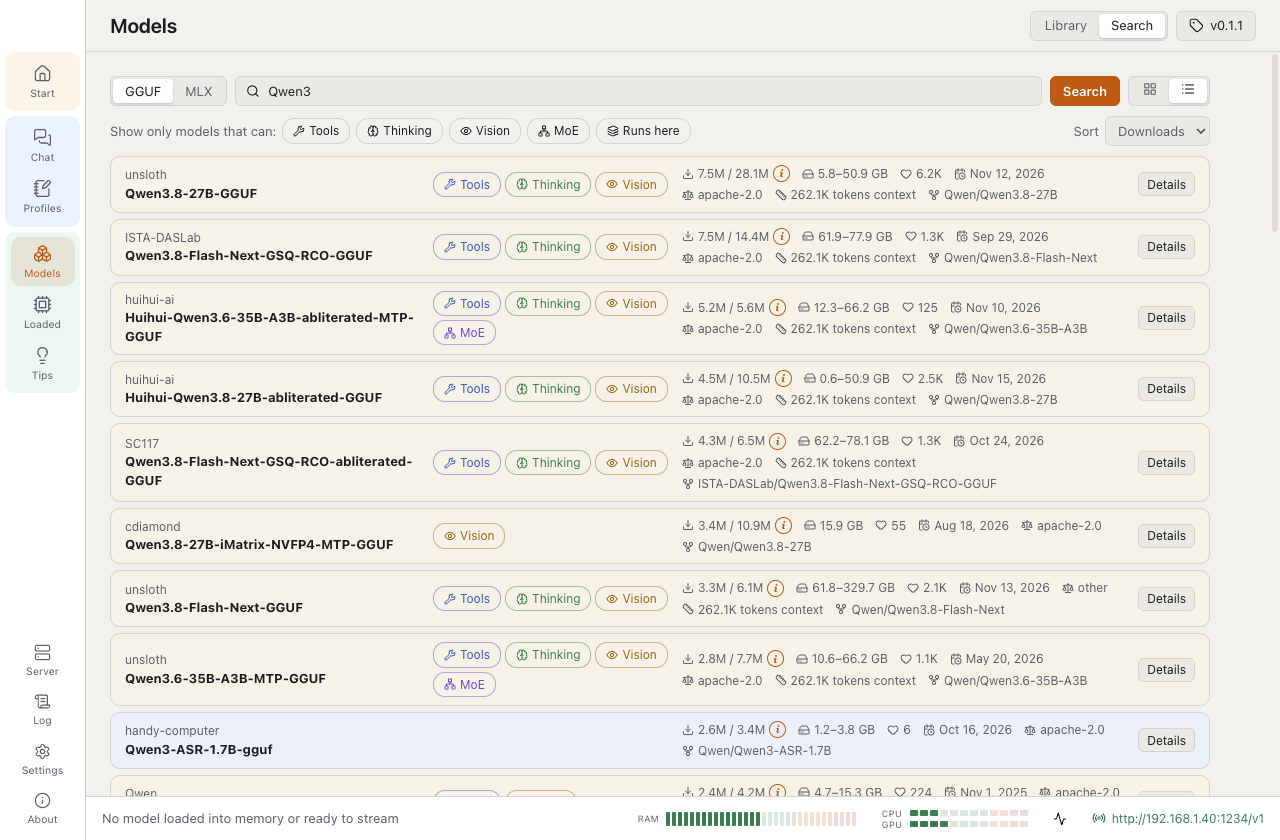 Models
Library
Search
v0.1.1
Start
Chat
Profiles
Models
Loaded
Tips
Server
Log
Settings
About
GGUF
MLX
Qwen3
Search
Show only models that can:
Tools
Thinking
Vision
MoE
Runs here
Sort
Downloads
unsloth
Qwen3.8-27B-GGUF
Tools Thinking Vision
7.5M / 28.1M i 5.8–50.9 GB 6.2K Nov 12, 2026
apache-2.0 262.1K tokens context Qwen/Qwen3.8-27B
Details
ISTA-DASLab
Qwen3.8-Flash-Next-GSQ-RCO-GGUF
Tools Thinking Vision
7.5M / 14.4M i 61.9–77.9 GB 1.3K Sep 29, 2026
apache-2.0 262.1K tokens context Qwen/Qwen3.8-Flash-Next
Details
huihui-ai
Huihui-Qwen3.6-35B-A3B-abliterated-MTP-
GGUF
Tools Thinking Vision
MoE
5.2M / 5.6M i 12.3–66.2 GB 125 Nov 10, 2026
apache-2.0 262.1K tokens context Qwen/Qwen3.6-35B-A3B
Details
huihui-ai
Huihui-Qwen3.8-27B-abliterated-GGUF
Tools Thinking Vision
4.5M / 10.5M i 0.6–50.9 GB 2.5K Nov 15, 2026
apache-2.0 262.1K tokens context Qwen/Qwen3.8-27B
Details
SC117
Qwen3.8-Flash-Next-GSQ-RCO-abliterated-
GGUF
Tools Thinking Vision
4.3M / 6.5M i 62.2–78.1 GB 1.3K Oct 24, 2026
apache-2.0 262.1K tokens context
ISTA-DASLab/Qwen3.8-Flash-Next-GSQ-RCO-GGUF
Details
cdiamond
Qwen3.8-27B-iMatrix-NVFP4-MTP-GGUF
Vision
3.4M / 10.9M i 15.9 GB 55 Aug 18, 2026 apache-2.0
Qwen/Qwen3.8-27B
Details
unsloth
Qwen3.8-Flash-Next-GGUF
Tools Thinking Vision
3.3M / 6.1M i 61.8–329.7 GB 2.1K Nov 13, 2026 other
262.1K tokens context Qwen/Qwen3.8-Flash-Next
Details
unsloth
Qwen3.6-35B-A3B-MTP-GGUF
Tools Thinking Vision
MoE
2.8M / 7.7M i 10.6–66.2 GB 1.1K May 20, 2026
apache-2.0 262.1K tokens context Qwen/Qwen3.6-35B-A3B
Details
handy-computer
Qwen3-ASR-1.7B-gguf
2.6M / 3.4M i 1.2–3.8 GB 6 Oct 16, 2026 apache-2.0
Qwen/Qwen3-ASR-1.7B
Details
Qwen
2.4M / 4.2M i 4.7–15.3 GB 224 Nov 1, 2025 apache-2.0
No model loaded into memory or ready to stream
RAM
CPU
GPU
http://192.168.1.40:1234/v1